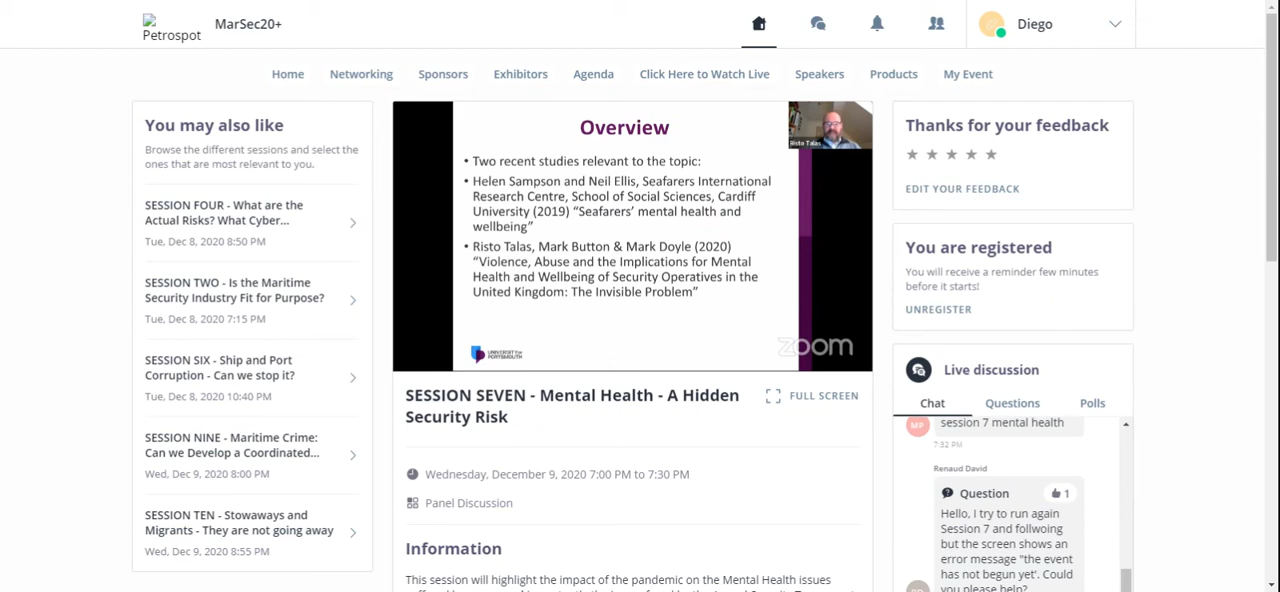 Petrospot
MarSec20+
Diego
Home
Networking
Sponsors
Exhibitors
Agenda
Click Here to Watch Live
Speakers
Products
My Event
You may also like
Browse the different sessions and select the
ones that are most relevant to you.
SESSION FOUR - What are the
Actual Risks? What Cyber...
Tue, Dec 8, 2020 8:50 PM
SESSION TWO - Is the Maritime
Security Industry Fit for Purpose?
Tue, Dec 8, 2020 7:15 PM
SESSION SIX - Ship and Port
Corruption - Can we stop it?
Tue, Dec 8, 2020 10:40 PM
SESSION NINE - Maritime Crime:
Can we Develop a Coordinated...
Wed, Dec 9, 2020 8:00 PM
SESSION TEN - Stowaways and
Migrants - They are not going away
Wed, Dec 9, 2020 8:55 PM
Overview
• Two recent studies relevant to the topic:
• Helen Sampson and Neil Ellis, Seafarers International
Research Centre, School of Social Sciences, Cardiff
University (2019) “Seafarers’ mental health and
wellbeing”
• Risto Talas, Mark Button & Mark Doyle (2020)
“Violence, Abuse and the Implications for Mental
Health and Wellbeing of Security Operatives in the
United Kingdom: The Invisible Problem”
Risto Talas
UNIVERSITY OF
PORTSMOUTH
zoom
SESSION SEVEN - Mental Health - A Hidden
Security Risk
FULL SCREEN
Wednesday, December 9, 2020 7:00 PM to 7:30 PM
Panel Discussion
Information
This session will highlight the impact of the pandemic on the Mental Health issues
Thanks for your feedback
EDIT YOUR FEEDBACK
You are registered
You will receive a reminder few minutes
before it starts!
UNREGISTER
Live discussion
Chat
Questions
Polls
MP
session 7 mental health
7:32 PM
Renaud David
Question
1
Hello, I try to run again
Session 7 and follwoing
but the screen shows an
error message "the event
has not begun yet'. Could
you please help?